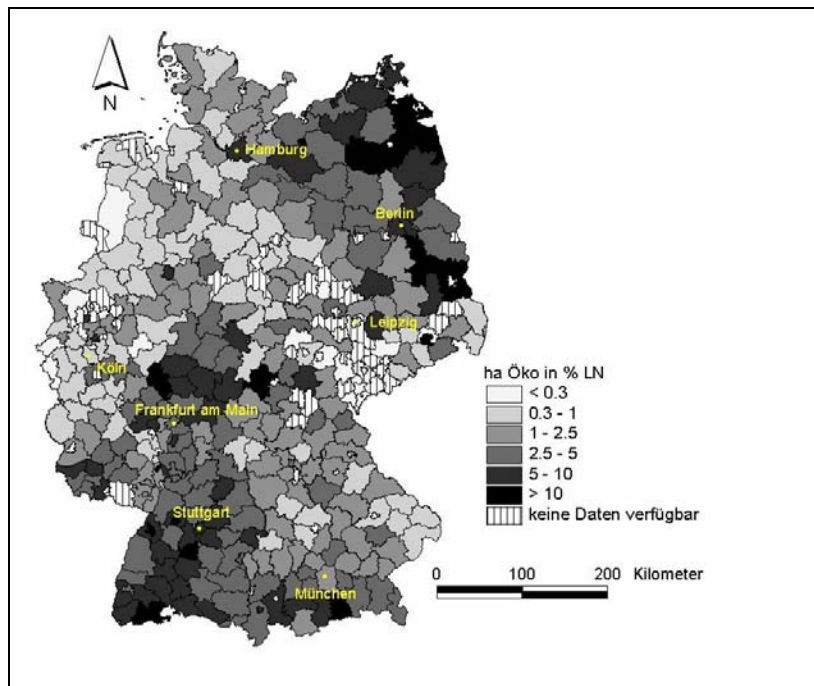 N
Hamburg
Berlin
Leipzig
Köln
Frankfurt am Main
Stuttgart
München
ha Öko in % LN
< 0.3
0.3 - 1
1 - 2.5
2.5 - 5
5 - 10
> 10
keine Daten verfügbar
0 100 200 Kilometer